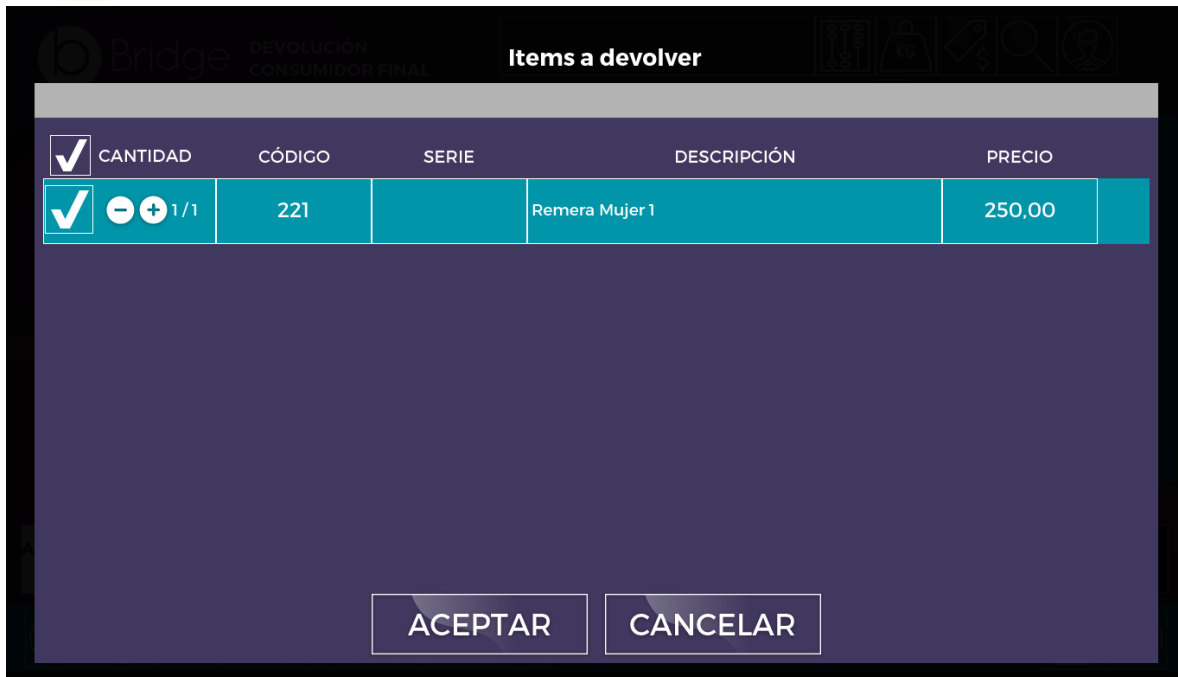 Bridge
DEVOLUCIÓN
CONSUMIDOR FINAL
Items a devolver
KG
$
CANTIDAD CÓDIGO SERIE DESCRIPCIÓN PRECIO
1/1 221 Remera Mujer 1 250,00
ACEPTAR CANCELAR